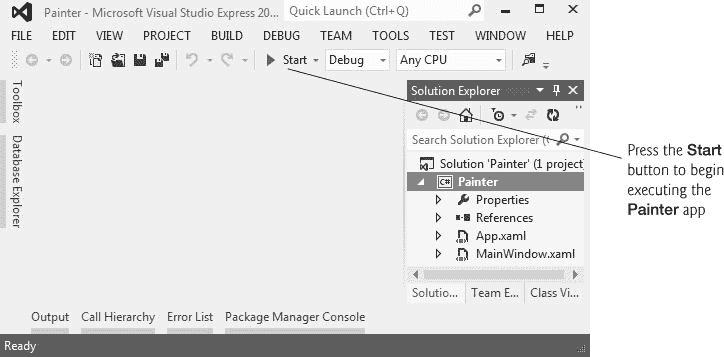 Painter - Microsoft Visual Studio Express 20...
Quick Launch (Ctrl+Q)
FILE EDIT VIEW PROJECT BUILD DEBUG TEAM TOOLS TEST WINDOW HELP
Start Debug Any CPU
Toolbox
Database Explorer
Solution Explorer
Search Solution Explorer (
Solution 'Painter' (1 project
C# Painter
Properties
References
App.xaml
MainWindow.xaml
Solutio... Team E... Class Vi...
Output Call Hierarchy Error List Package Manager Console
Ready
Press the Start
button to begin
executing the
Painter app